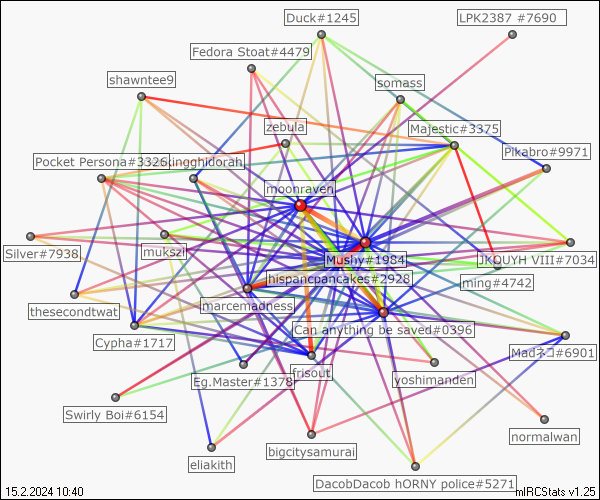 Duck#1245
LPK2387 #7690
Fedora Stoat#4479
shawntee9
somass
zebula
Majestic#3375
Pikabro#9971
Pocket Persona#3326
kingghidorah
moonraven
Silver#7938
mukszi
Mushy#1984
JKQUYH VIII#7034
hispancpancakes#2928
ming#4742
thesecondtwat
marcemadness
Can anything be saved#0396
Cypha#1717
Madネコ#6901
Eg.Master#1378
frisout
yoshimanden
Swirly Boi#6154
normalwan
bigcitysamurai
eliakith
DacobDacob hORNY police#5271
15.2.2024 10:40
mIRCStats v1.25